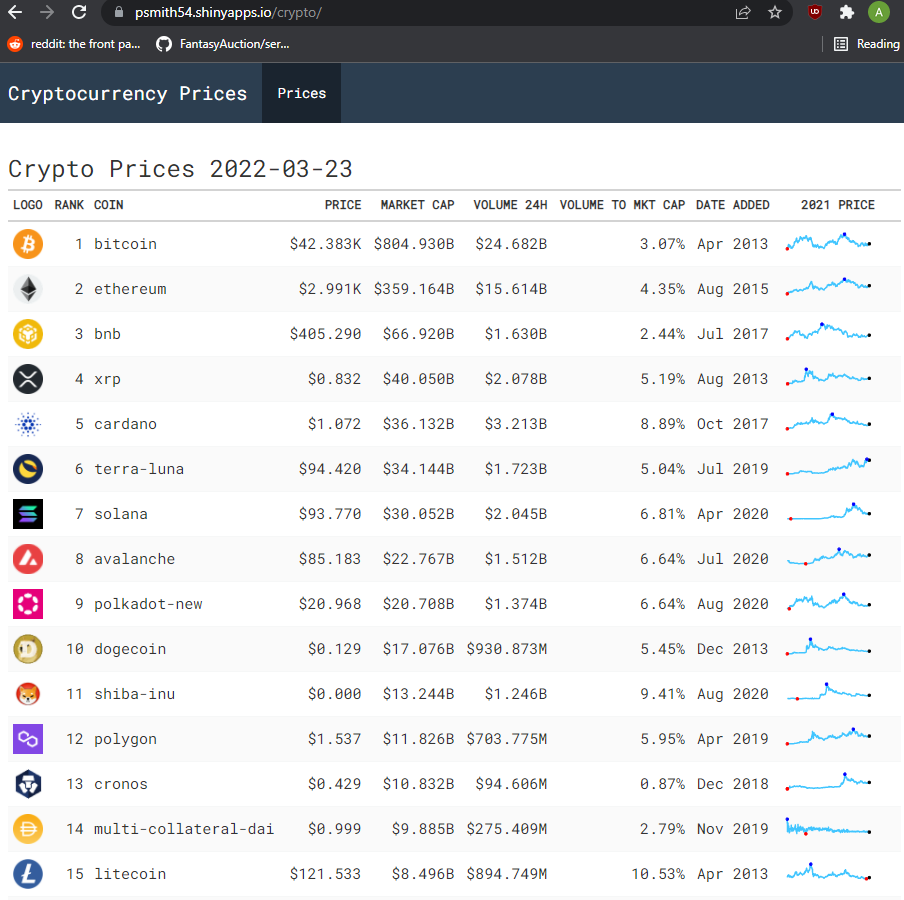 psmith54.shinyapps.io/crypto/
A
reddit: the front pa... FantasyAuction/ser... Reading
Cryptocurrency Prices Prices
Crypto Prices 2022-03-23
LOGO RANK COIN PRICE MARKET CAP VOLUME 24H VOLUME TO MKT CAP DATE ADDED 2021 PRICE
1 bitcoin $42.383K $804.930B $24.682B 3.07% Apr 2013
2 ethereum $2.991K $359.164B $15.614B 4.35% Aug 2015
3 bnb $405.290 $66.920B $1.630B 2.44% Jul 2017
4 xrp $0.832 $40.050B $2.078B 5.19% Aug 2013
5 cardano $1.072 $36.132B $3.213B 8.89% Oct 2017
6 terra-luna $94.420 $34.144B $1.723B 5.04% Jul 2019
7 solana $93.770 $30.052B $2.045B 6.81% Apr 2020
8 avalanche $85.183 $22.767B $1.512B 6.64% Jul 2020
9 polkadot-new $20.968 $20.708B $1.374B 6.64% Aug 2020
10 dogecoin $0.129 $17.076B $930.873M 5.45% Dec 2013
11 shiba-inu $0.000 $13.244B $1.246B 9.41% Aug 2020
12 polygon $1.537 $11.826B $703.775M 5.95% Apr 2019
13 cronos $0.429 $10.832B $94.606M 0.87% Dec 2018
14 multi-collateral-dai $0.999 $9.885B $275.409M 2.79% Nov 2019
15 litecoin $121.533 $8.496B $894.749M 10.53% Apr 2013